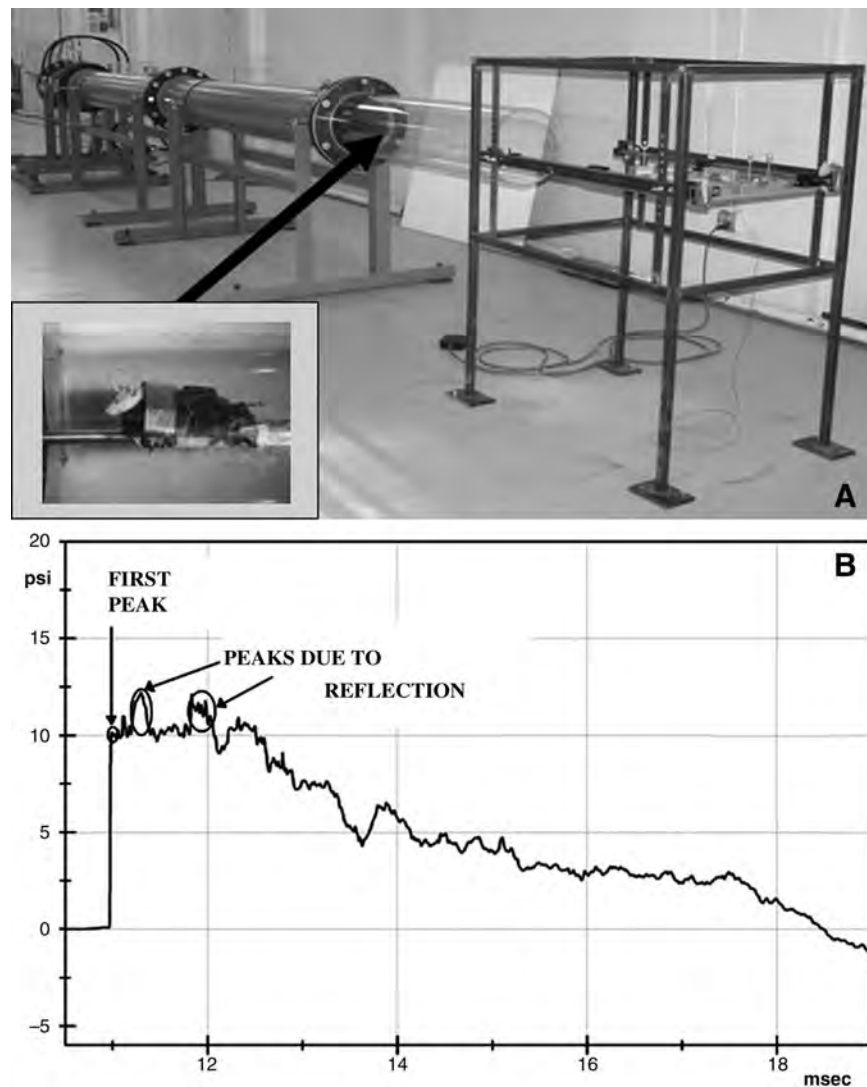 A
20
psi
B
FIRST
PEAK
15
PEAKS DUE TO
REFLECTION
10
5
0
−5
12
14
16
18
msec